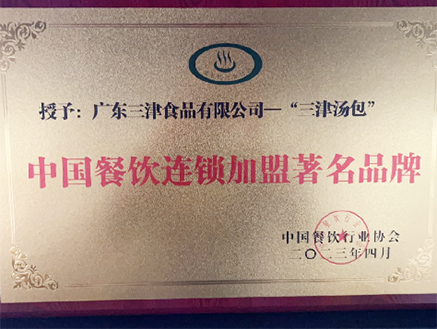 授予：广东三津食品有限公司—“三津汤包”
中国餐饮连锁加盟著名品牌
中国餐饮行业协会
二〇二三年四月